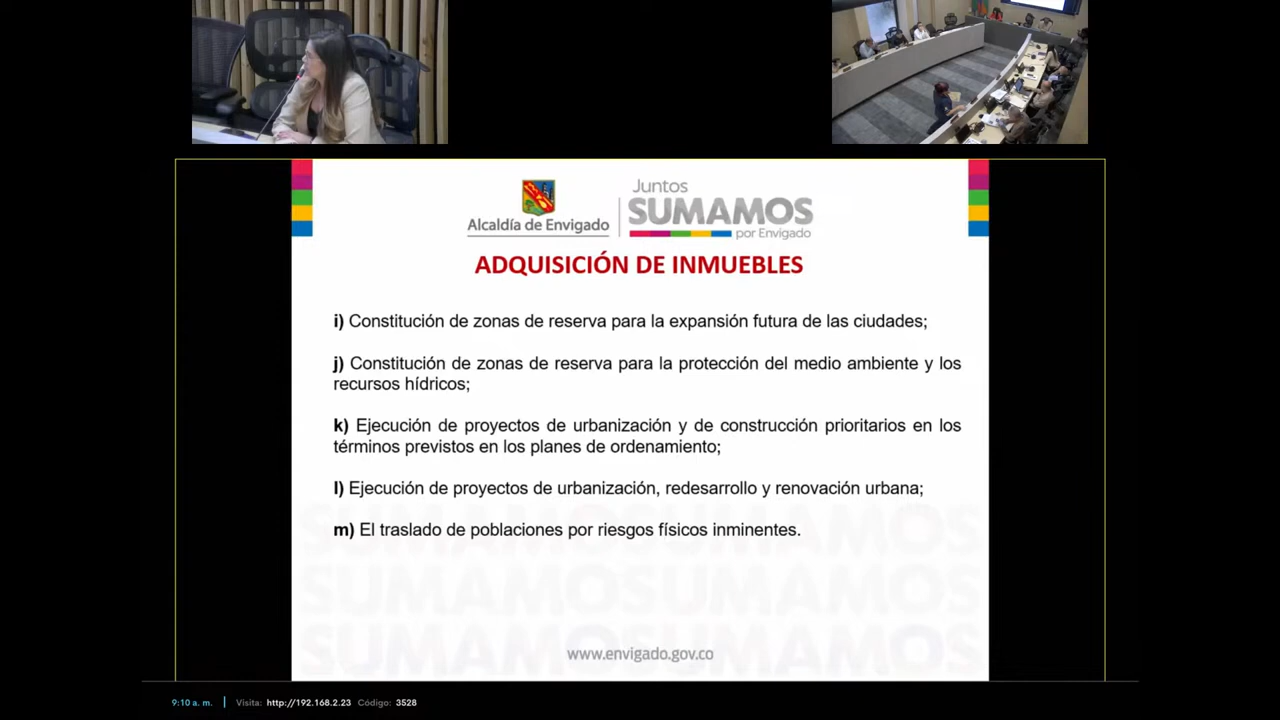 Alcaldía de Envigado
Juntos
SUMAMOS
por Envigado
ADQUISICIÓN DE INMUEBLES
i) Constitución de zonas de reserva para la expansión futura de las ciudades;
j) Constitución de zonas de reserva para la protección del medio ambiente y los
recursos hídricos;
k) Ejecución de proyectos de urbanización y de construcción prioritarios en los
términos previstos en los planes de ordenamiento;
l) Ejecución de proyectos de urbanización, redesarrollo y renovación urbana;
m) El traslado de poblaciones por riesgos físicos inminentes.
SUMAMOSSUMAMOS
SUMAMOSSUMAMOS
SUMAMOSSUMAMOS
www.envigado.gov.co
9:10 a. m. | Visita: http://192.168.2.23 Código: 3528